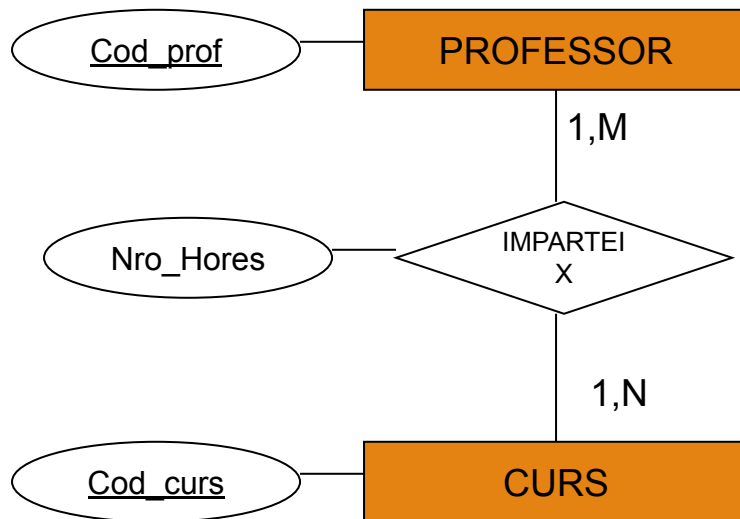 Cod_prof
PROFESSOR
1,M
Nro_Hores
IMPARTEI
X
1,N
Cod_curs
CURS